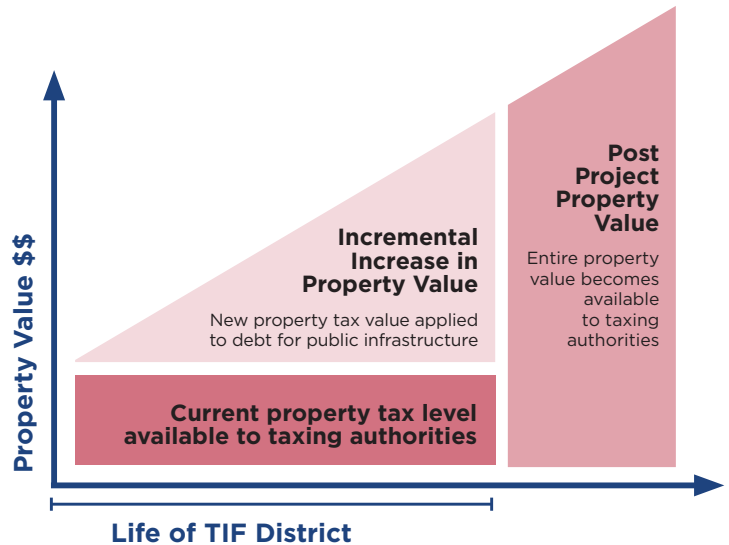 Property Value $$
Incremental
Increase in
Property Value
New property tax value applied
to debt for public infrastructure
Current property tax level
available to taxing authorities
Post
Project
Property
Value
Entire property
value becomes
available
to taxing
authorities
Life of TIF District